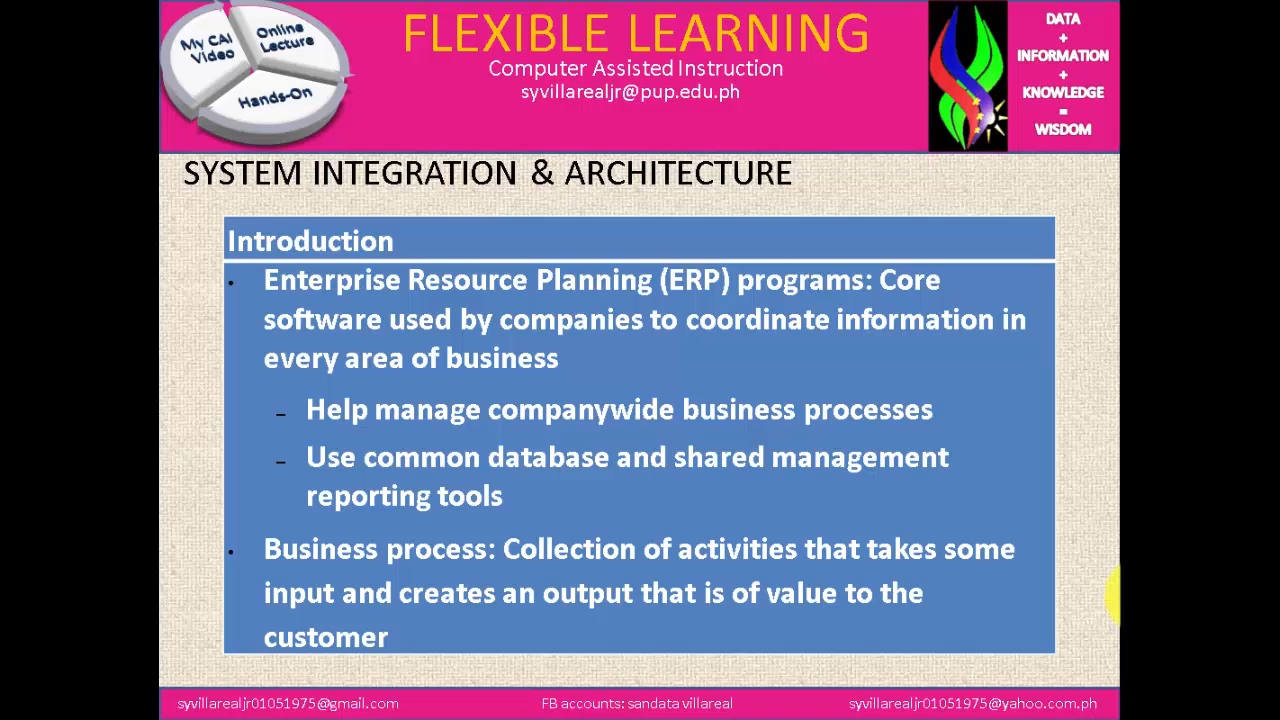 My CAI
Video
Online
Lecture
Hands-On
FLEXIBLE LEARNING
Computer Assisted Instruction
syvillarealjr@pup.edu.ph
DATA
+
INFORMATION
+
KNOWLEDGE
=
WISDOM
SYSTEM INTEGRATION & ARCHITECTURE
Introduction
• Enterprise Resource Planning (ERP) programs: Core
software used by companies to coordinate information in
every area of business
– Help manage companywide business processes
– Use common database and shared management
reporting tools
• Business process: Collection of activities that takes some
input and creates an output that is of value to the
customer
syvillarealjr01051975@gmail.com
FB accounts: sandata villareal
syvillarealjr01051975@yahoo.com.ph